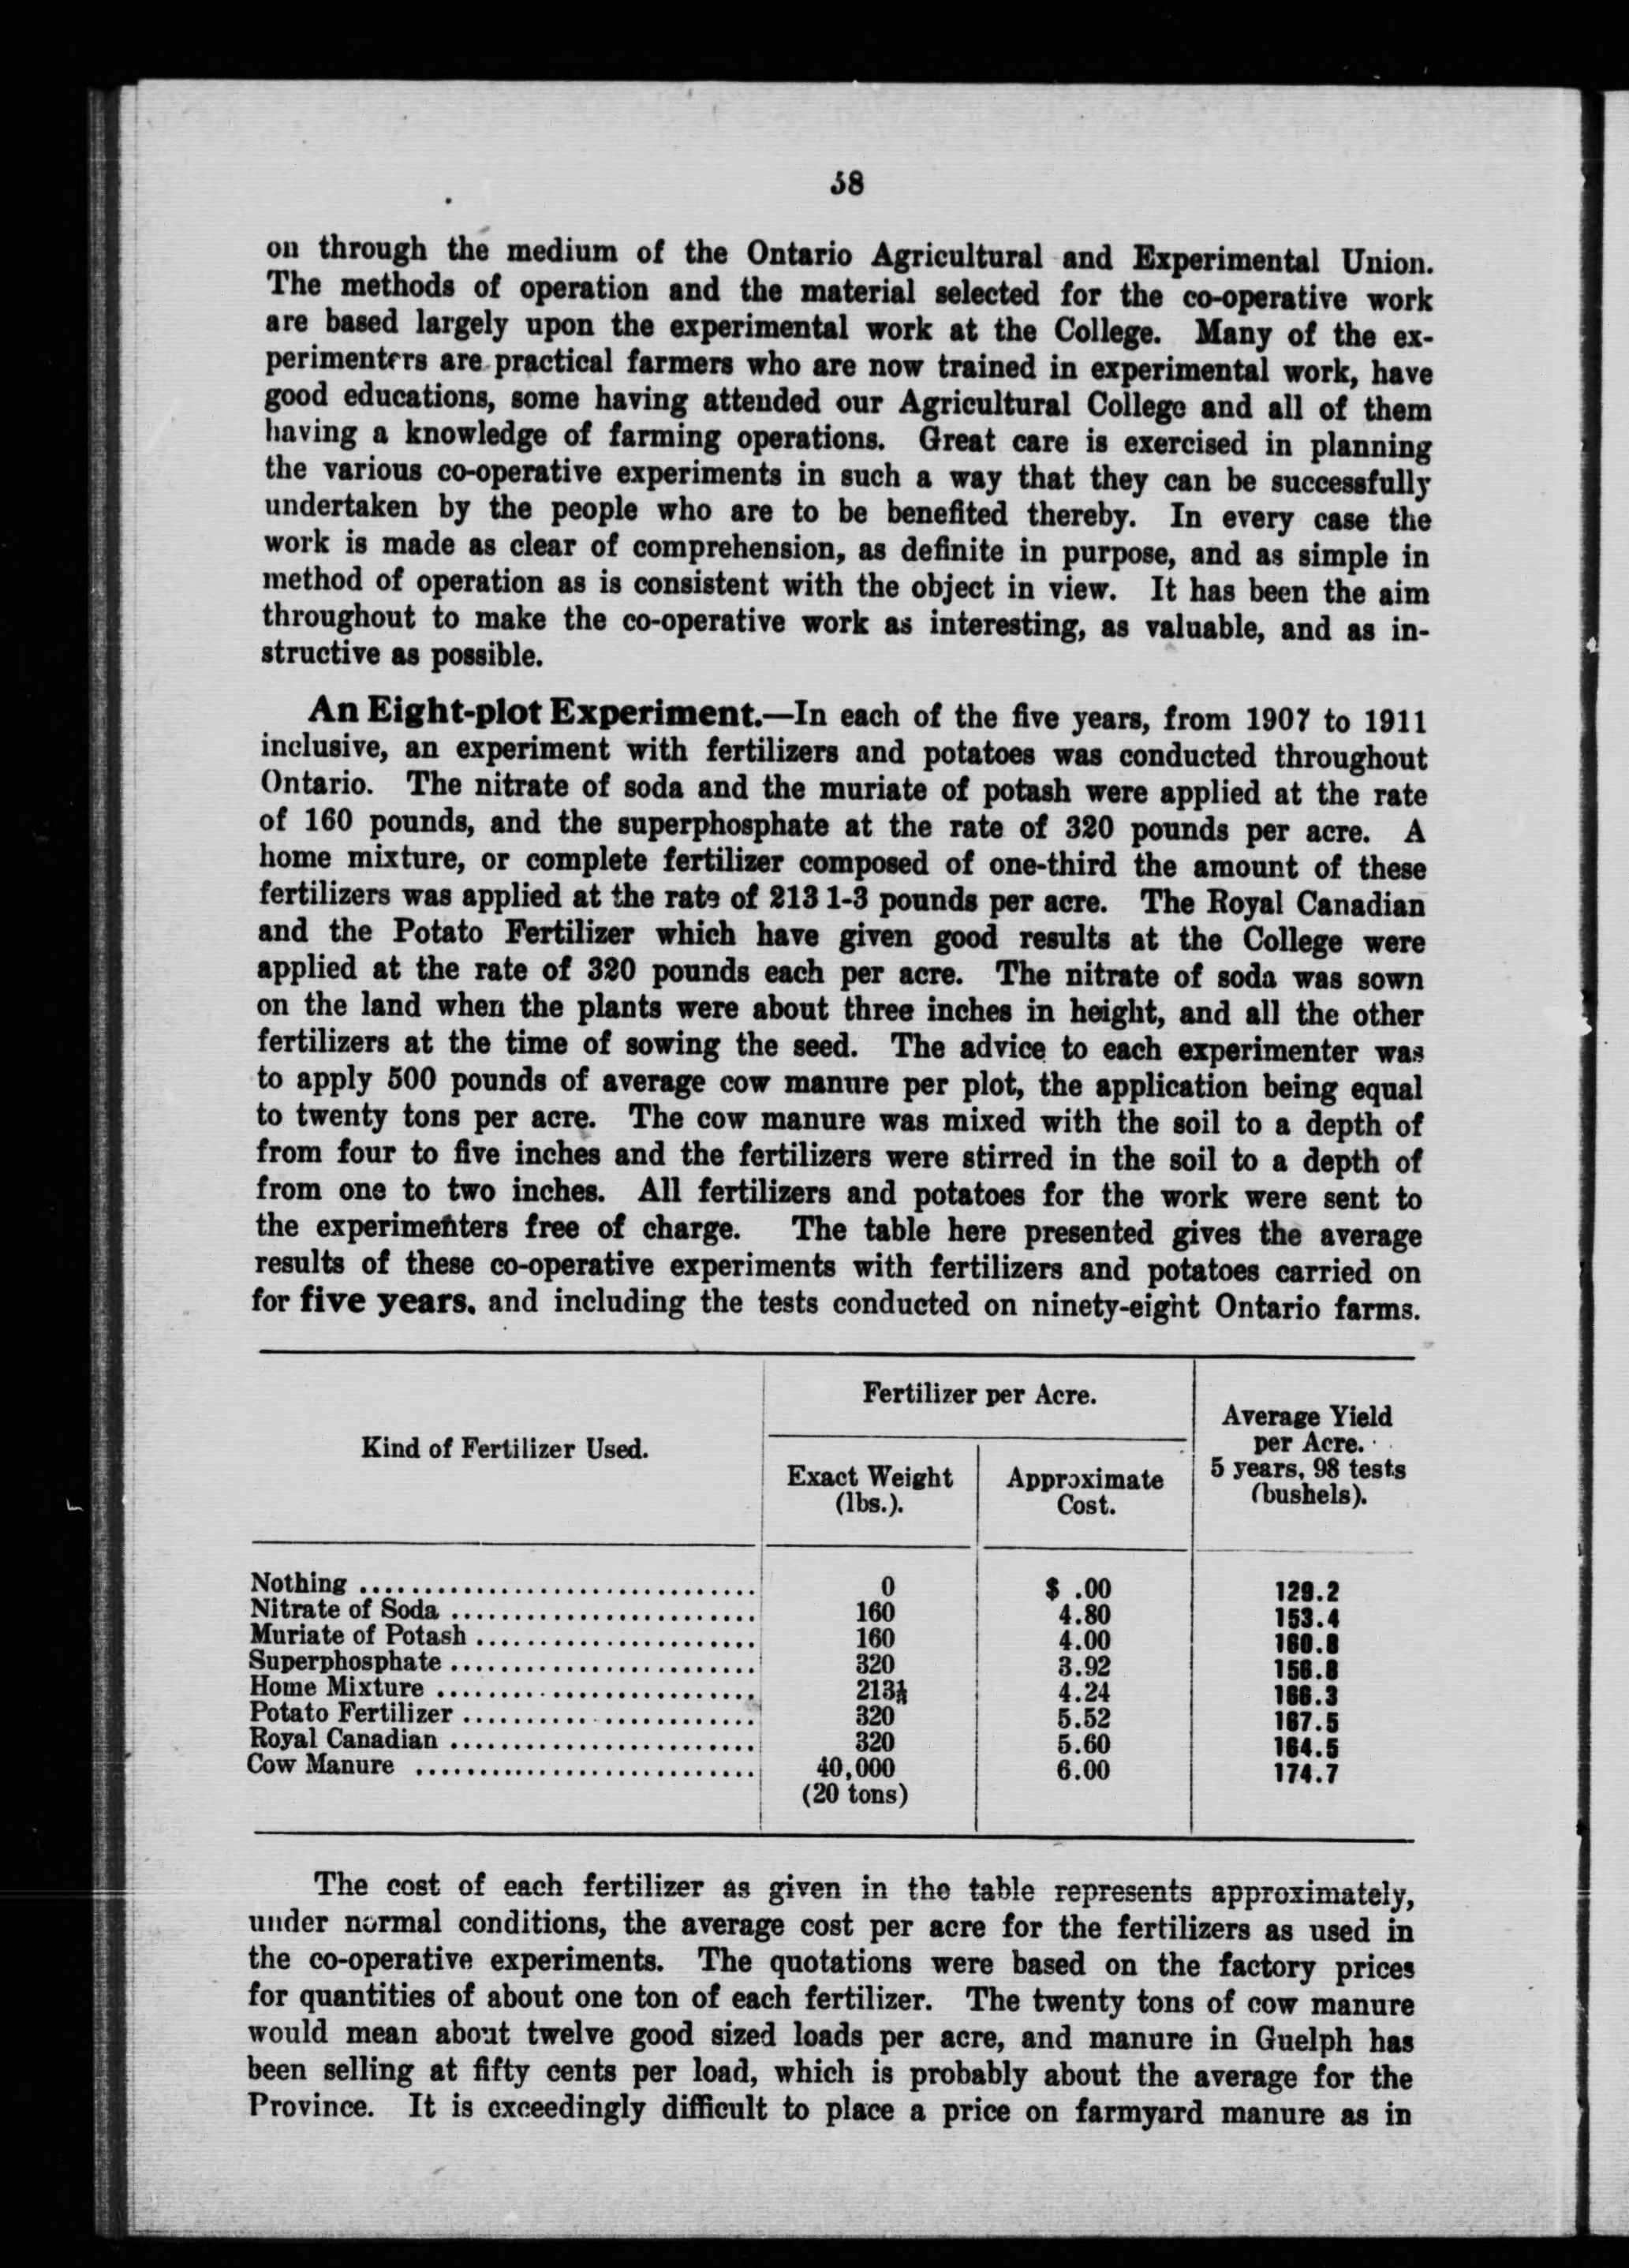 58
on through the medium of the Ontario Agricultural and Experimental Union.
The methods of operation and the material selected for the co-operative work
are based largely upon the experimental work at the College. Many of the ex-
perimenters are practical farmers who are now trained in experimental work, have
good educations, some having attended our Agricultural College and all of them
having a knowledge of farming operations. Great care is exercised in planning
the various co-operative experiments in such a way that they can be successfully
undertaken by the people who are to be benefited thereby. In every case the
work is made as clear of comprehension, as definite in purpose, and as simple in
method of operation as is consistent with the object in view. It has been the aim
throughout to make the co-operative work as interesting, as valuable, and as in-
structive as possible.
An Eight-plot Experiment.—In each of the five years, from 1907 to 1911
inclusive, an experiment with fertilizers and potatoes was conducted throughout
Ontario. The nitrate of soda and the muriate of potash were applied at the rate
of 160 pounds, and the superphosphate at the rate of 320 pounds per acre. A
home mixture, or complete fertilizer composed of one-third the amount of these
fertilizers was applied at the rate of 213 1-3 pounds per acre. The Royal Canadian
and the Potato Fertilizer which have given good results at the College were
applied at the rate of 320 pounds each per acre. The nitrate of soda was sown
on the land when the plants were about three inches in height, and all the other
fertilizers at the time of sowing the seed. The advice to each experimenter was
to apply 500 pounds of average cow manure per plot, the application being equal
to twenty tons per acre. The cow manure was mixed with the soil to a depth of
from four to five inches and the fertilizers were stirred in the soil to a depth of
from one to two inches. All fertilizers and potatoes for the work were sent to
the experimenters free of charge. The table here presented gives the average
results of these co-operative experiments with fertilizers and potatoes carried on
for five years, and including the tests conducted on ninety-eight Ontario farms.
Kind of Fertilizer Used.
Fertilizer per Acre.
Exact Weight
(lbs.).
Approximate
Cost.
Average Yield
per Acre.
5 years, 98 tests
(bushels).
Nothing ............................... 0 $ .00 129.2
Nitrate of Soda ........................ 160 4.80 153.4
Muriate of Potash ...................... 160 4.00 160.8
Superphosphate ........................ 320 3.92 156.8
Home Mixture ......................... 213⅓ 4.24 166.3
Potato Fertilizer ....................... 320 5.52 167.5
Royal Canadian ........................ 320 5.60 164.5
Cow Manure ........................... 40,000 6.00 174.7
(20 tons)
The cost of each fertilizer as given in the table represents approximately,
under normal conditions, the average cost per acre for the fertilizers as used in
the co-operative experiments. The quotations were based on the factory prices
for quantities of about one ton of each fertilizer. The twenty tons of cow manure
would mean about twelve good sized loads per acre, and manure in Guelph has
been selling at fifty cents per load, which is probably about the average for the
Province. It is exceedingly difficult to place a price on farmyard manure as in